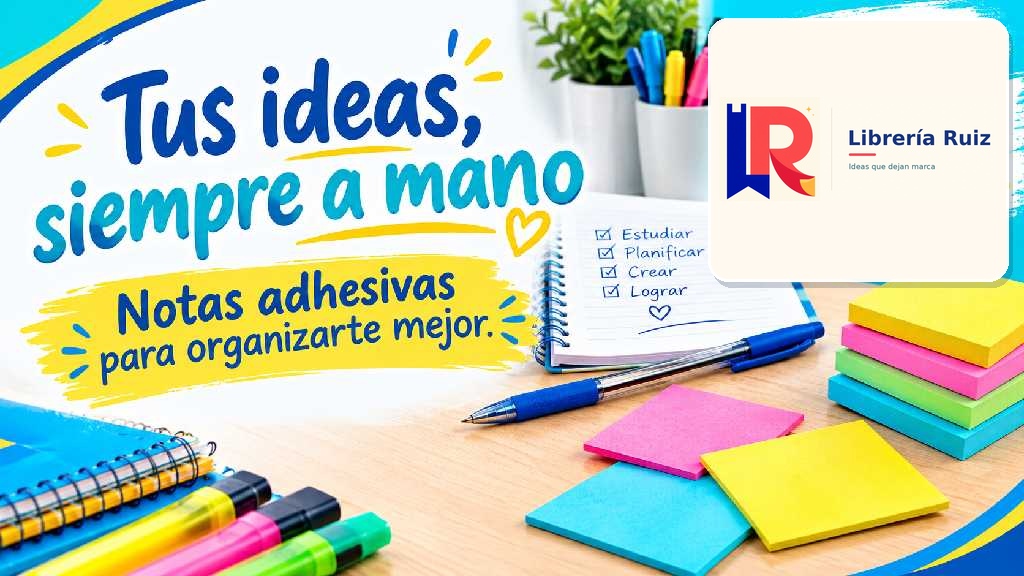 Tus ideas,
siempre a mano
Notas adhesivas
para organizarte mejor.
Estudiar
Planificar
Crear
Lograr
LR
Librería Ruiz
Ideas que dejan marca